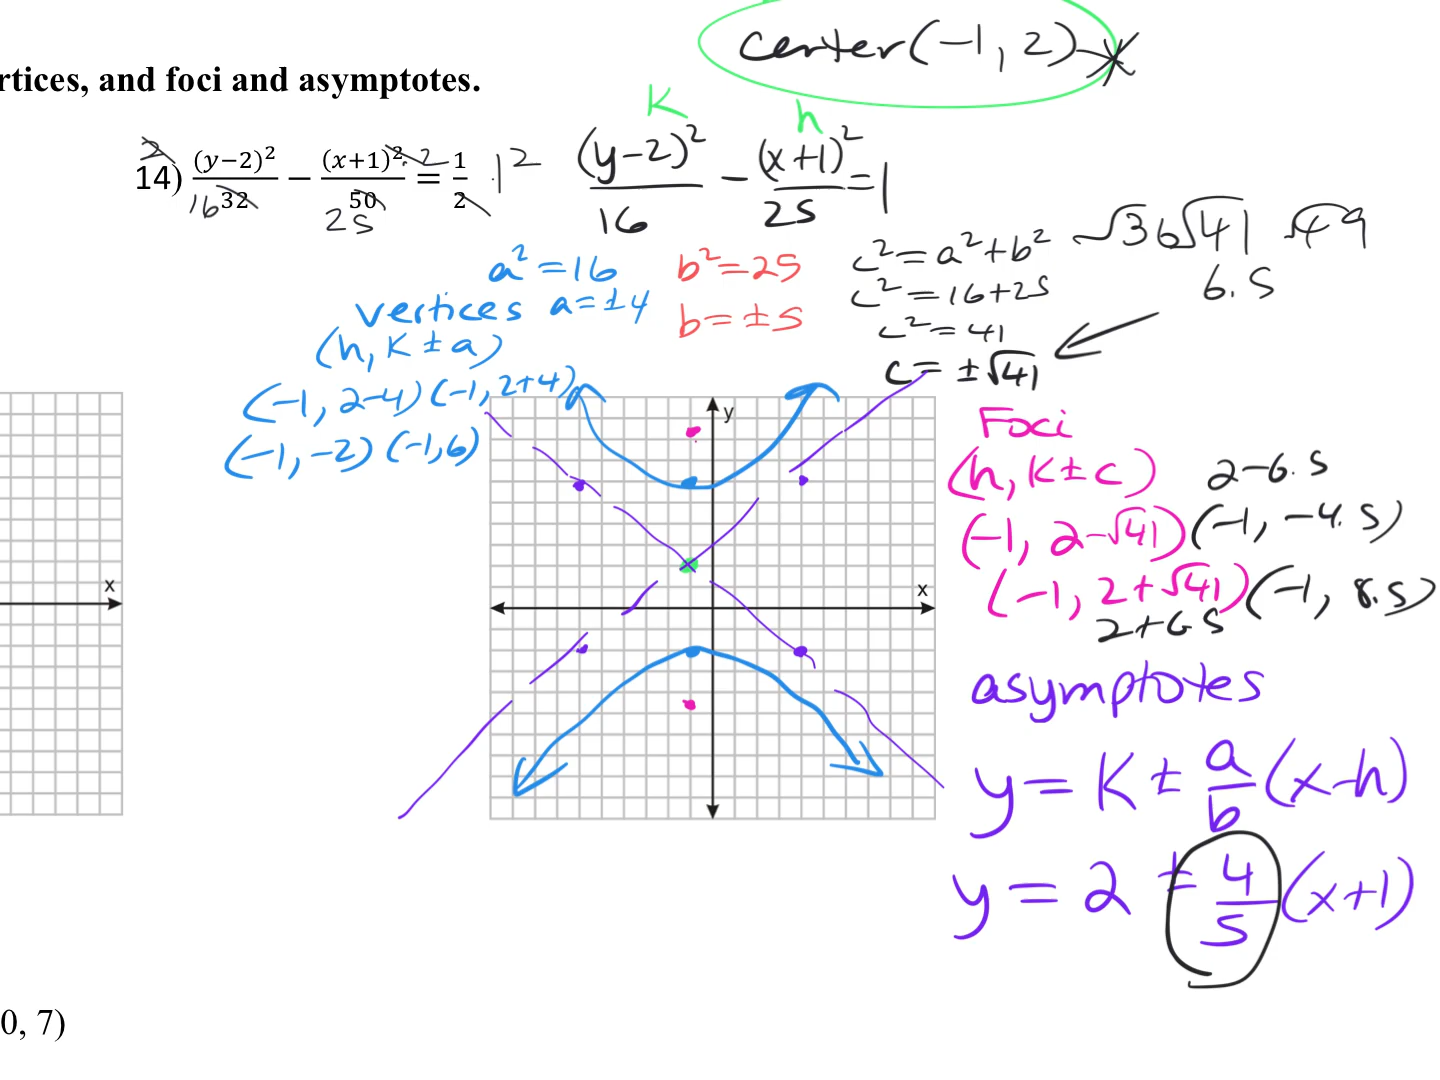 center (-1, 2)
rtices, and foci and asymptotes.
K
h
14) 2 (y−2)²/32 − (x+1)²/50 · 2 = 1/2 · 1 2
16
25
(y-2)²/16 - (x+1)²/25 = 1
a² = 16
b² = 25
c² = a² + b²
√36 √41 √49
vertices a = ±4
b = ±5
c² = 16+25
6.5
(h, K ± a)
c² = 41
(-1, 2-4) (-1, 2+4)
c = ±√41
(-1, -2) (-1, 6)
y
Foci
(h, K ± c)
2-6.5
(-1, 2-√41) (-1, -4.5)
x
x
(-1, 2+√41) (-1, 8.5)
2+6.5
asymptotes
y = K ± a/b (x-h)
y = 2 ± 4/5 (x+1)
0, 7)